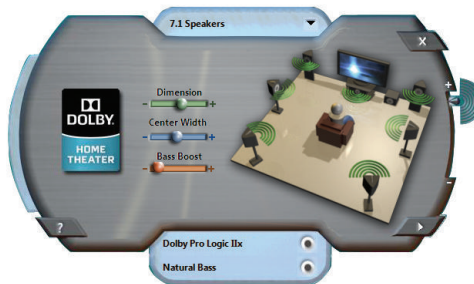 7.1 Speakers
X
Dimension
- +
Center Width
- +
Bass Boost
- +
DOLBY.
HOME
THEATER
+
-
?
Dolby Pro Logic IIx
Natural Bass